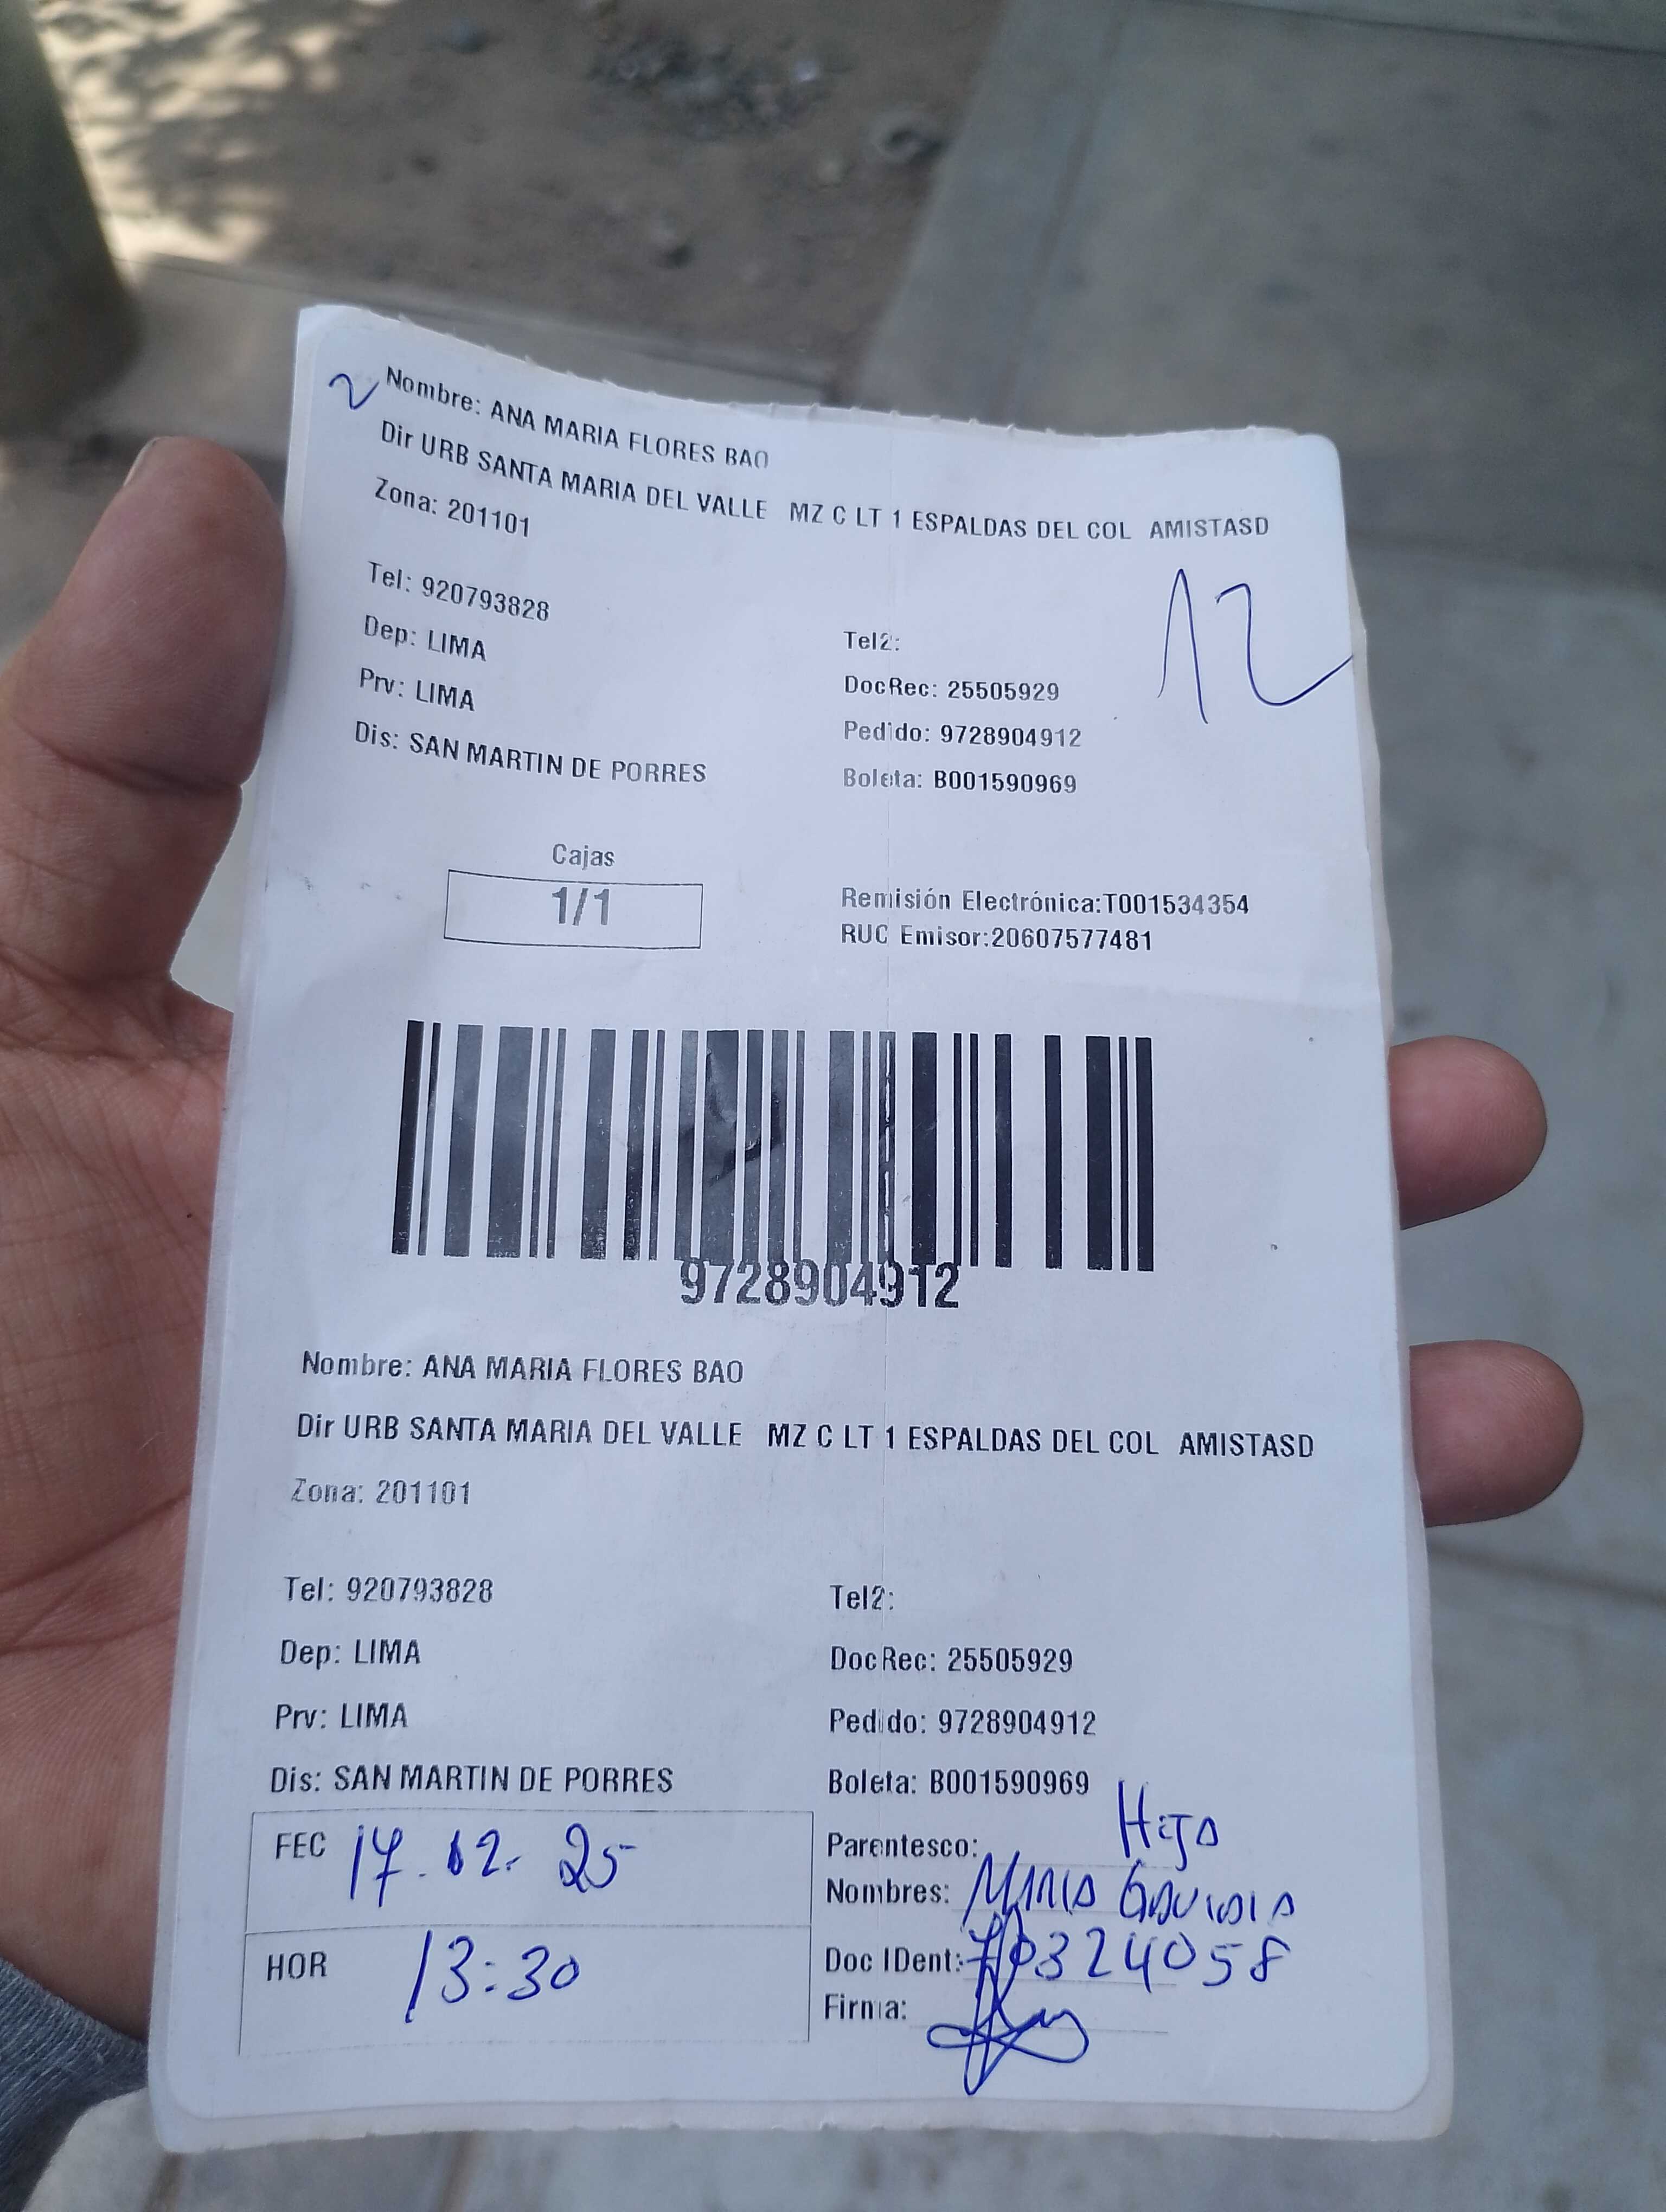 Nombre: ANA MARIA FLORES BAO
Dir URB SANTA MARIA DEL VALLE MZ C LT 1 ESPALDAS DEL COL AMISTASD
Zona: 201101
12
Tel: 920793828
Tel2:
Dep: LIMA
DocRec: 25505929
Prv: LIMA
Pedido: 9728904912
Dis: SAN MARTIN DE PORRES
Boleta: B001590969
Cajas
1/1
Remisión Electrónica:T001534354
RUC Emisor:20607577481
9728904912
Nombre: ANA MARIA FLORES BAO
Dir URB SANTA MARIA DEL VALLE MZ C LT 1 ESPALDAS DEL COL AMISTASD
Zona: 201101
Tel: 920793828
Tel2:
Dep: LIMA
DocRec: 25505929
Prv: LIMA
Pedido: 9728904912
Dis: SAN MARTIN DE PORRES
Boleta: B001590969
FEC 17.12. 25
Parentesco:
Nombres: MARIA GAVIDIA
HOR 13:30
Doc IDent: 70324058
Firma: